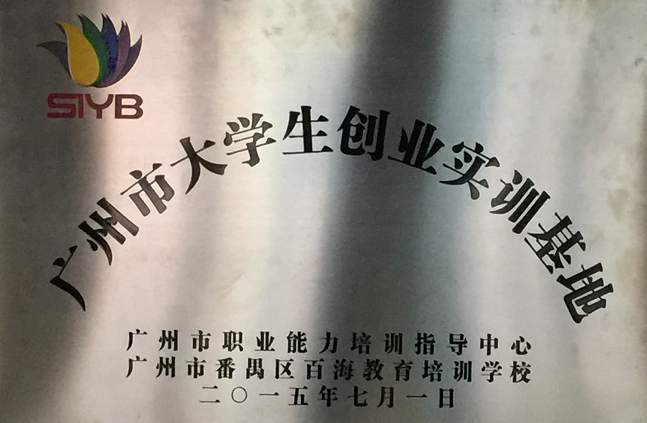 SIYB
广州市大学生创业实训基地
广州市职业能力培训指导中心
广州市番禺区百海教育培训学校
二〇一五年七月一日